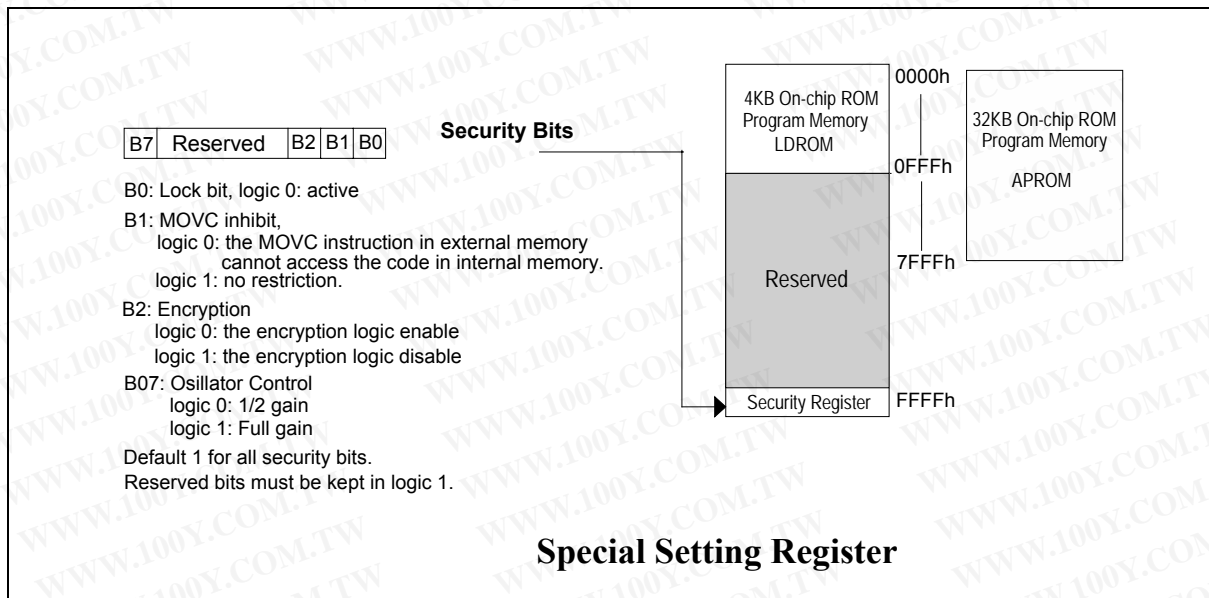 B7 Reserved B2 B1 B0
Security Bits
B0: Lock bit, logic 0: active
B1: MOVC inhibit,
logic 0: the MOVC instruction in external memory
cannot access the code in internal memory.
logic 1: no restriction.
B2: Encryption
logic 0: the encryption logic enable
logic 1: the encryption logic disable
B07: Osillator Control
logic 0: 1/2 gain
logic 1: Full gain
Default 1 for all security bits.
Reserved bits must be kept in logic 1.
4KB On-chip ROM
Program Memory
LDROM
0000h
0FFFh
Reserved
7FFFh
Security Register
FFFFh
32KB On-chip ROM
Program Memory
APROM
Special Setting Register
WWW.100Y.COM.TW